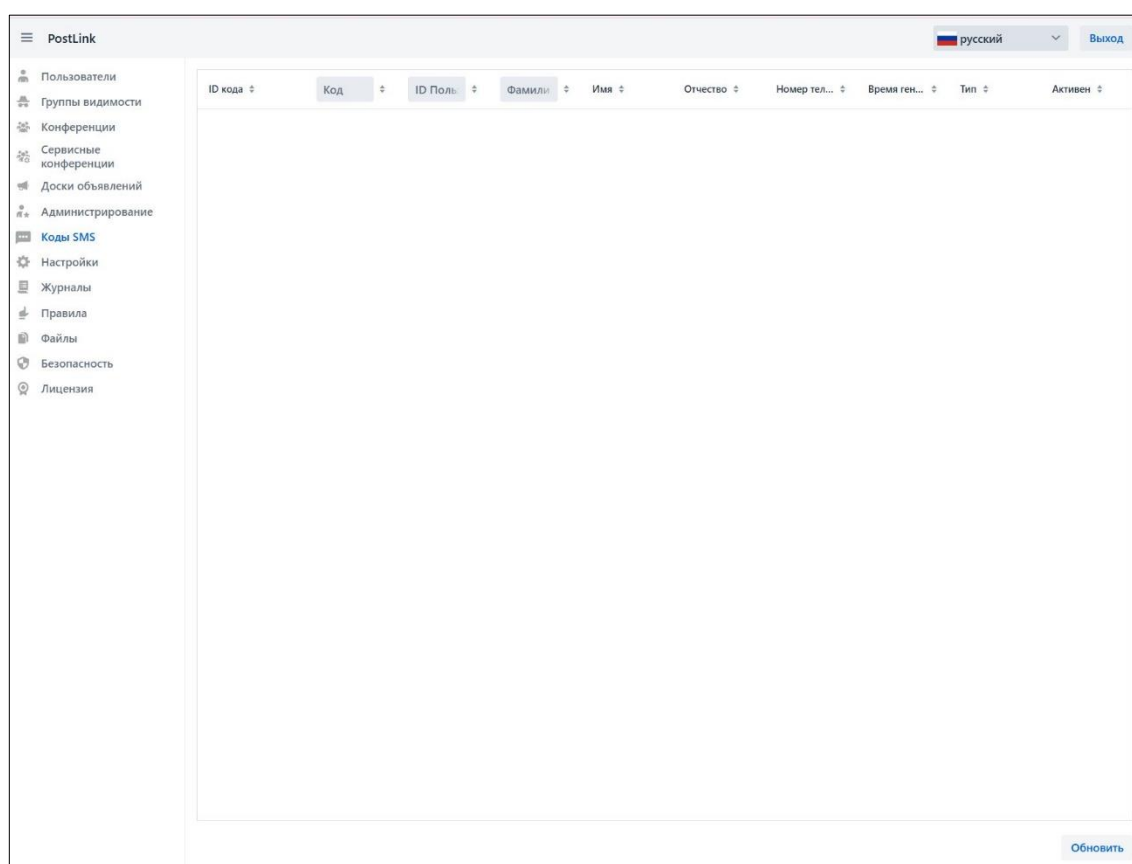 PostLink
русский
Выход
Пользователи
Группы видимости
Конференции
Сервисные
конференции
Доски объявлений
Администрирование
Коды SMS
Настройки
Журналы
Правила
Файлы
Безопасность
Лицензия
ID кода Код ID Поль Фамили Имя Отчество Номер тел... Время ген... Тип Активен
Обновить